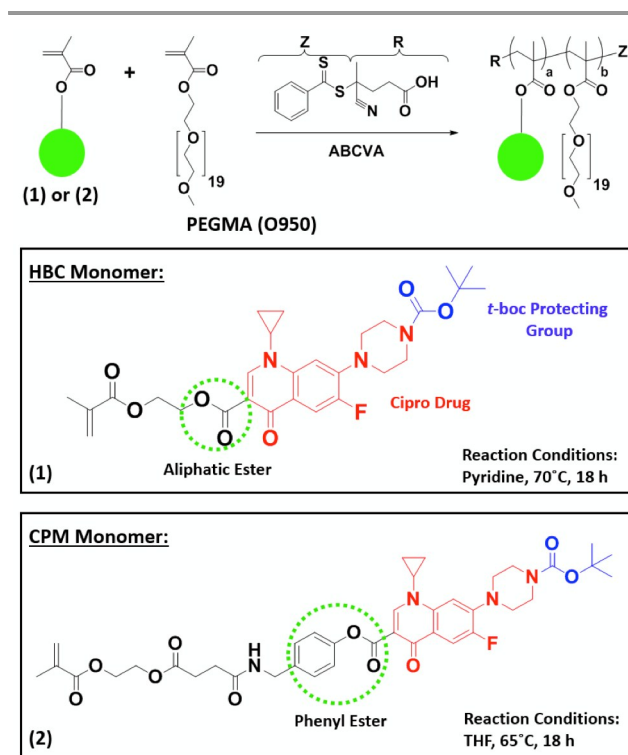 Z
R
O
O
+
O
O
O
O
19
(1) or (2)
PEGMA (O950)
S
S
N
O
OH
ABCVA
R
a
b
Z
O
O
O
O
O
O
O
19
HBC Monomer:
O
O
N
t-boc Protecting
Group
N
N
F
O
Cipro Drug
O
O
O
O
Aliphatic Ester
(1)
Reaction Conditions:
Pyridine, 70˚C, 18 h
CPM Monomer:
O
O
N
N
N
F
O
O
O
O
O
O
O
O
H
N
Phenyl Ester
(2)
Reaction Conditions:
THF, 65˚C, 18 h